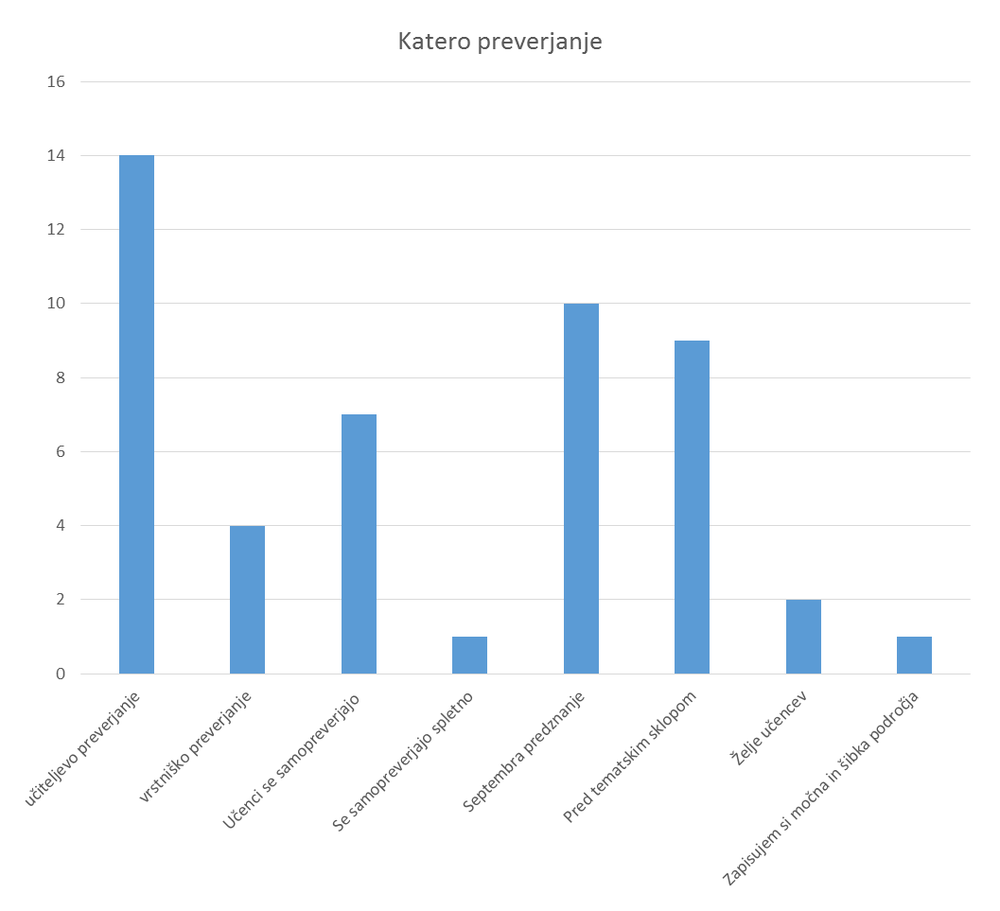 Katero preverjanje
16
14
12
10
8
6
4
2
0
učiteljevo preverjanje
vrstniško preverjanje
Učenci se samopreverjajo
Se samopreverjajo spletno
Septembra predznanje
Pred tematskim sklopom
Želje učencev
Zapisujem si močna in šibka področja